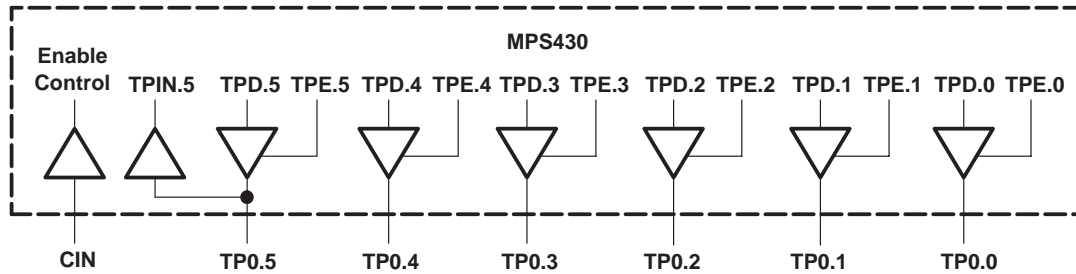 MPS430
Enable
Control TPIN.5 TPD.5 TPE.5 TPD.4 TPE.4 TPD.3 TPE.3 TPD.2 TPE.2 TPD.1 TPE.1 TPD.0 TPE.0
CIN TP0.5 TP0.4 TP0.3 TP0.2 TP0.1 TP0.0